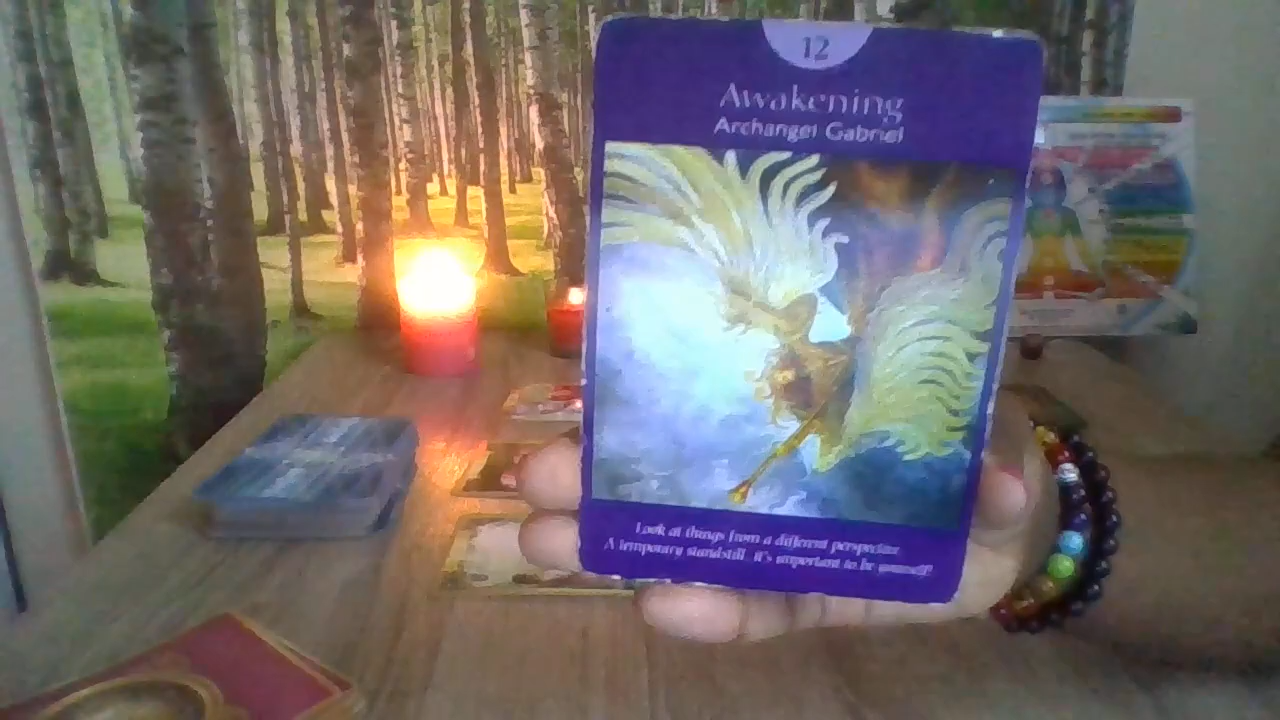 12
Awakening
Archangel Gabriel
Look at things from a different perspective
A temporary standstill. It's important to be yourself!